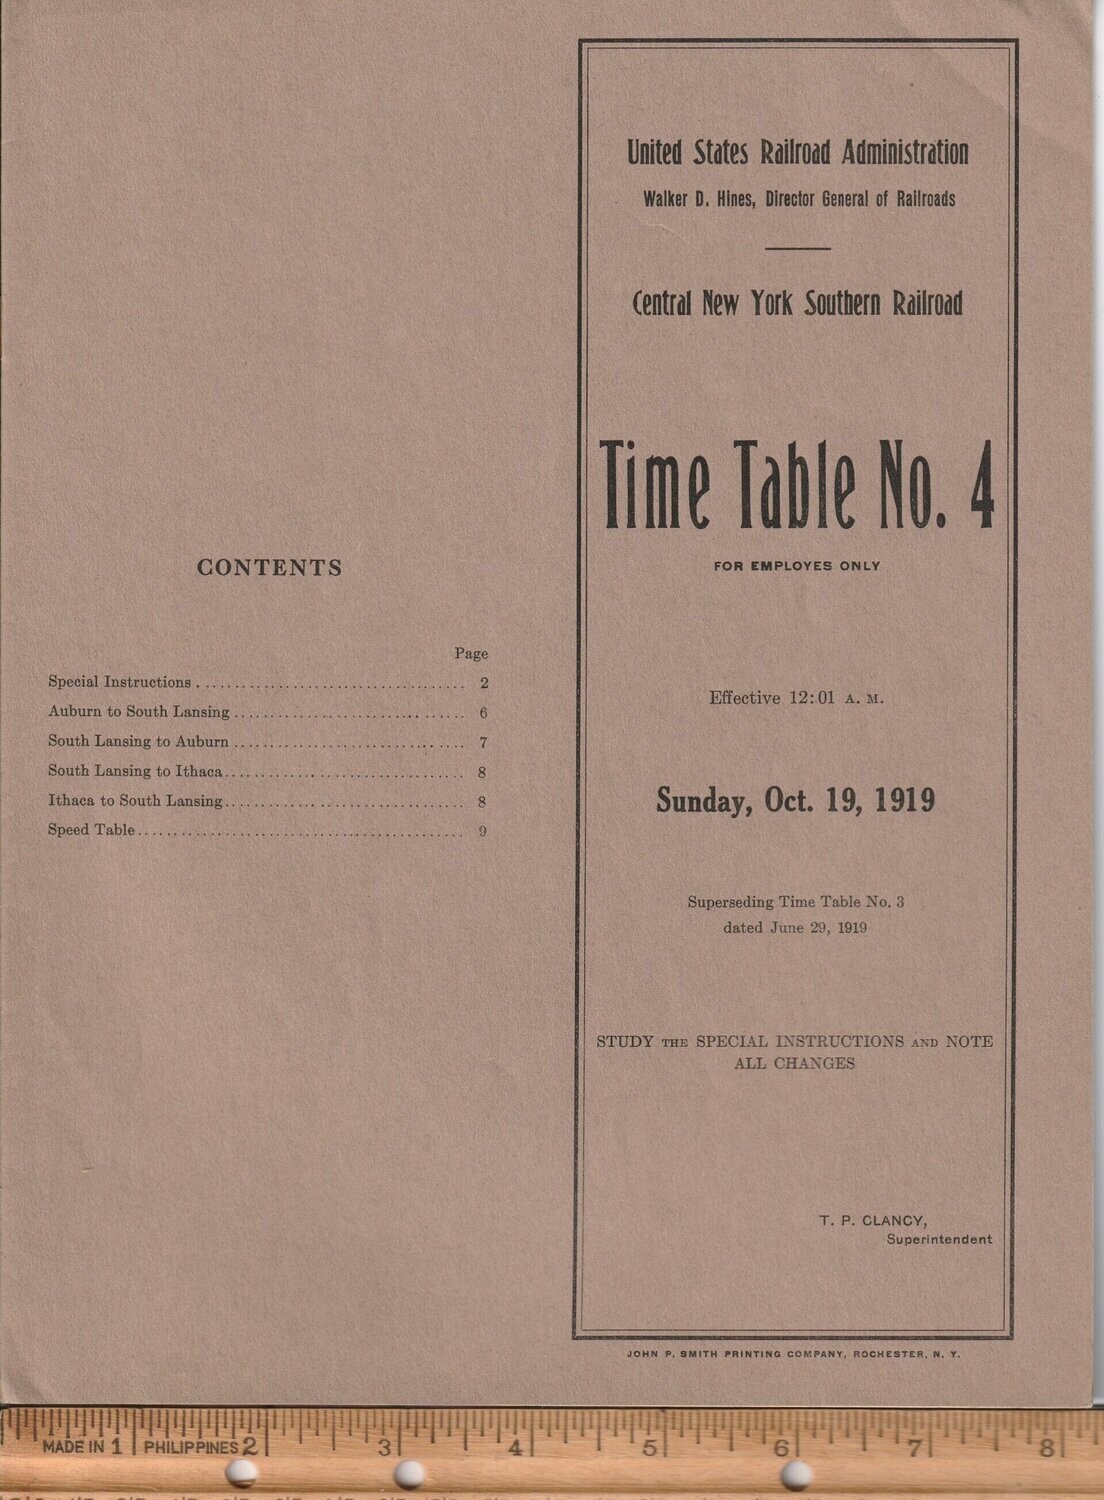 United States Railroad Administration
Walker D. Hines, Director General of Railroads
Central New York Southern Railroad
Time Table No. 4
FOR EMPLOYES ONLY
Effective 12:01 A. M.
Sunday, Oct. 19, 1919
Superseding Time Table No. 3
dated June 29, 1919
STUDY THE SPECIAL INSTRUCTIONS AND NOTE
ALL CHANGES
T. P. CLANCY,
Superintendent
JOHN P. SMITH PRINTING COMPANY, ROCHESTER, N. Y.
CONTENTS
Page
Special Instructions 2
Auburn to South Lansing 6
South Lansing to Auburn 7
South Lansing to Ithaca 8
Ithaca to South Lansing 8
Speed Table 9
MADE IN 1 PHILIPPINES 2 3 4 5 6 7 8